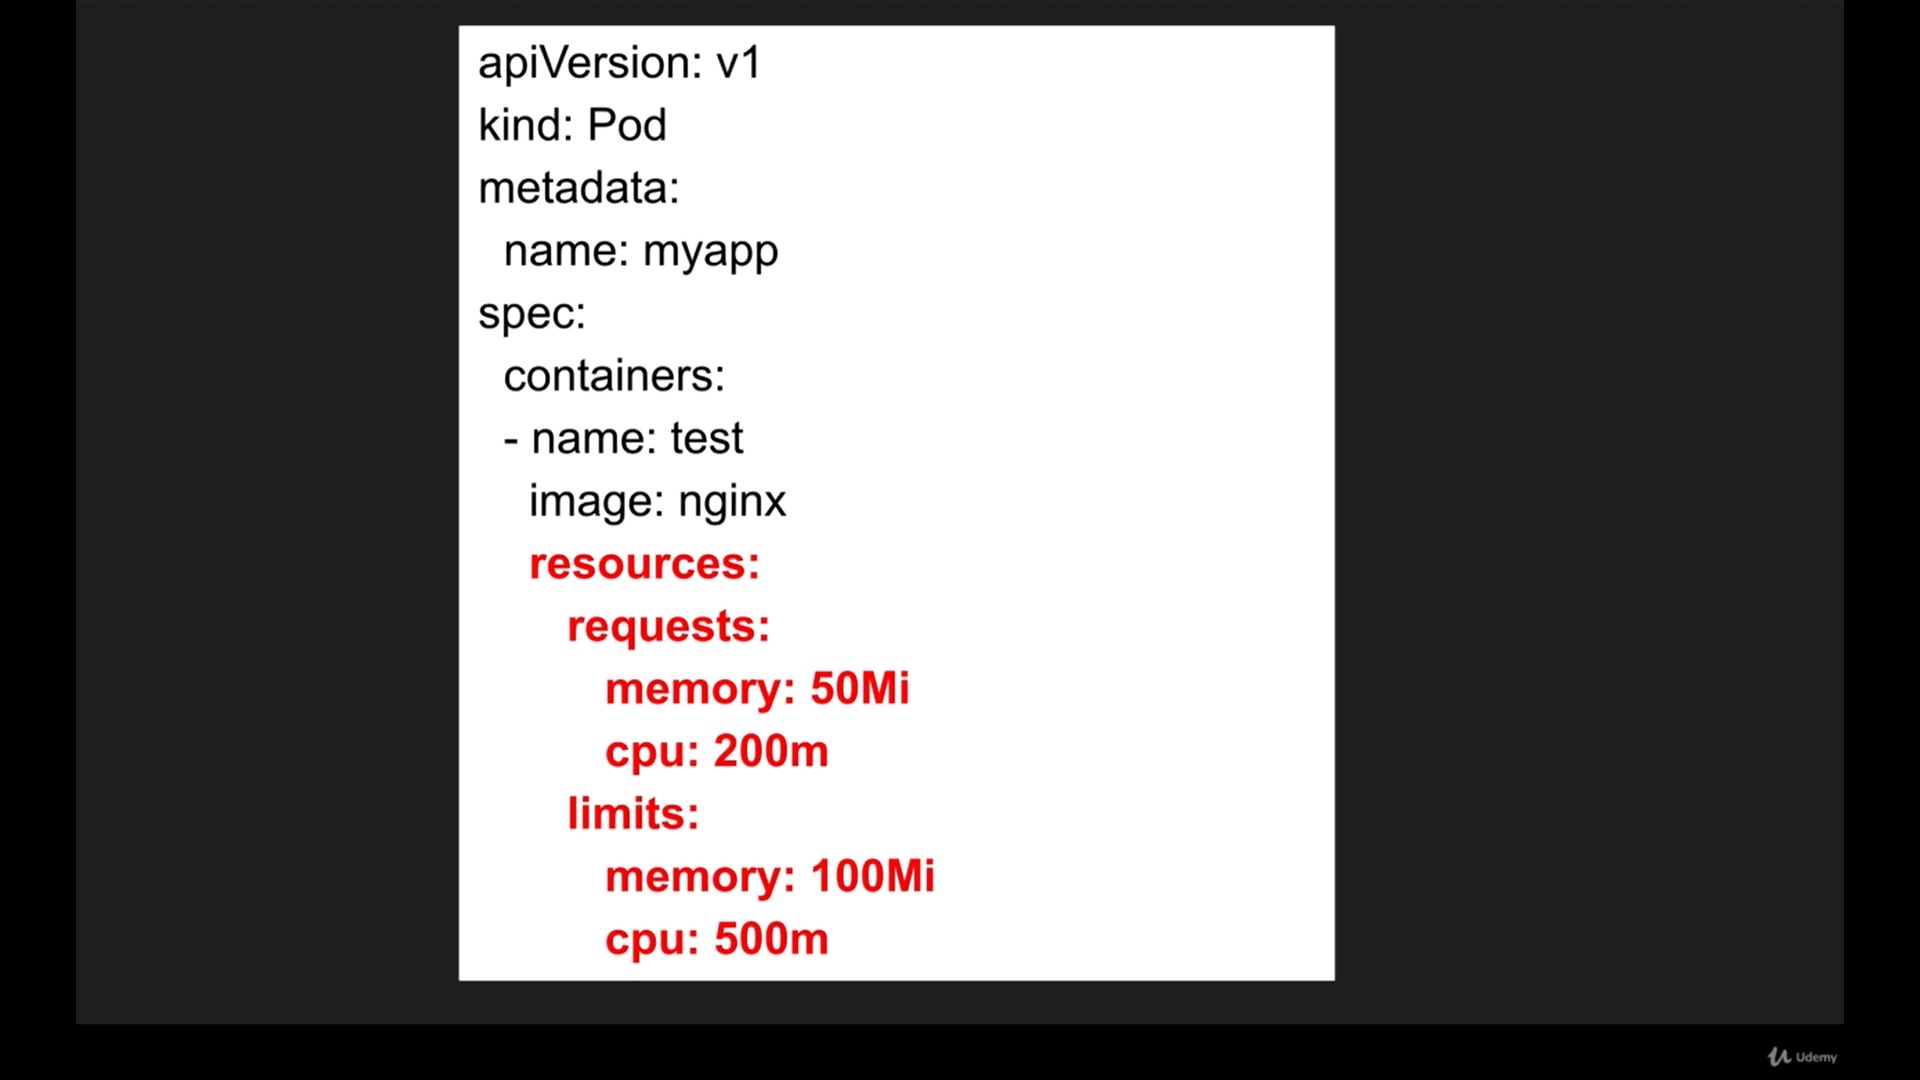 apiVersion: v1
kind: Pod
metadata:
  name: myapp
spec:
  containers:
  - name: test
    image: nginx
    resources:
      requests:
        memory: 50Mi
        cpu: 200m
      limits:
        memory: 100Mi
        cpu: 500m
Udemy